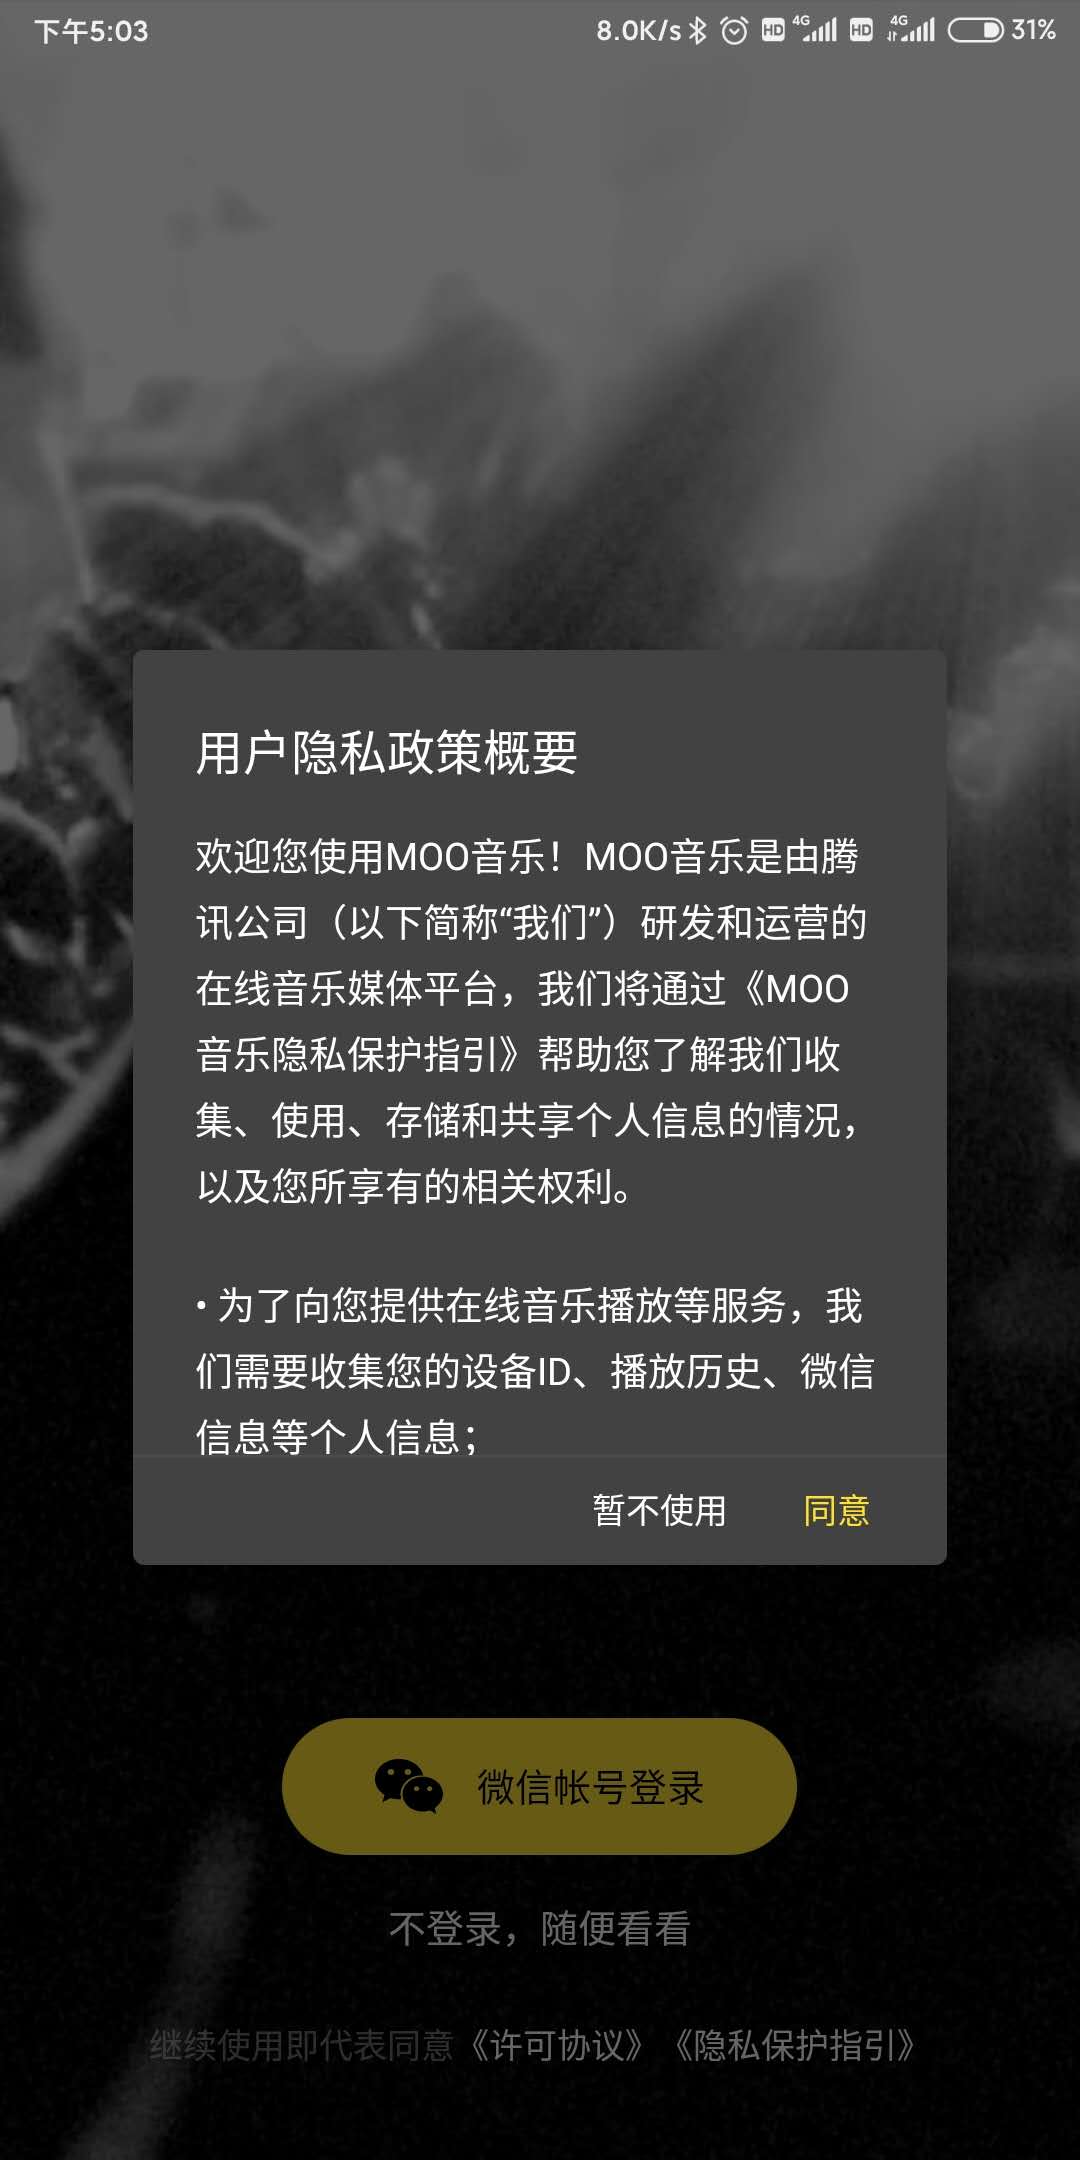 下午5:03
8.0K/s
HD
4G
HD
4G
31%
用户隐私政策概要
欢迎您使用MOO音乐！MOO音乐是由腾
讯公司（以下简称“我们”）研发和运营的
在线音乐媒体平台，我们将通过《MOO
音乐隐私保护指引》帮助您了解我们收
集、使用、存储和共享个人信息的情况，
以及您所享有的相关权利。
• 为了向您提供在线音乐播放等服务，我
们需要收集您的设备ID、播放历史、微信
信息等个人信息；
暂不使用
同意
微信帐号登录
不登录，随便看看
继续使用即代表同意《许可协议》《隐私保护指引》